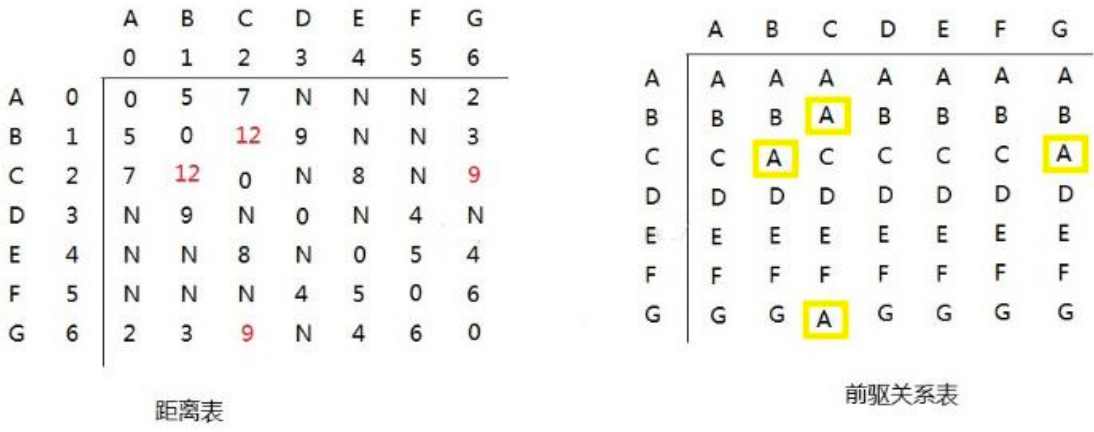 A B C D E F G
0 1 2 3 4 5 6
A 0 0 5 7 N N N 2
B 1 5 0 12 9 N N 3
C 2 7 12 0 N 8 N 9
D 3 N 9 N 0 N 4 N
E 4 N N 8 N 0 5 4
F 5 N N N 4 5 0 6
G 6 2 3 9 N 4 6 0
距离表
A B C D E F G
A A A A A A A A
B B B A B B B B
C C A C C C C A
D D D D D D D D
E E E E E E E E
F F F F F F F F
G G G A G G G G
前驱关系表